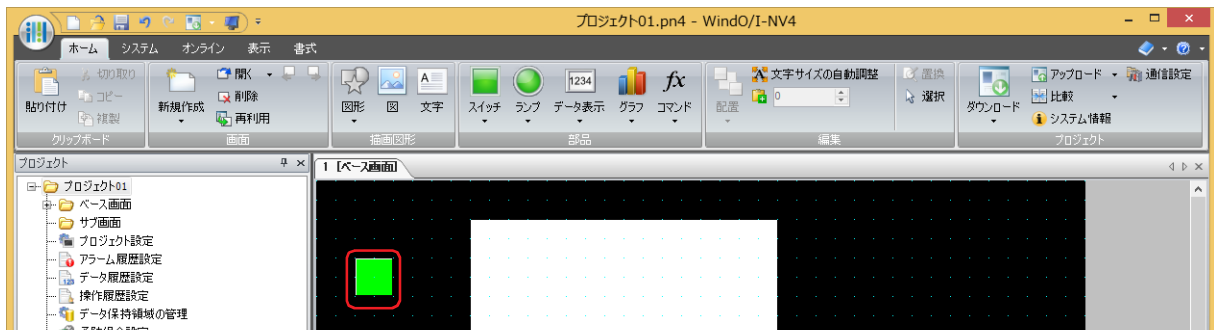 プロジェクト01.pn4 - WindO/I-NV4
ホーム システム オンライン 表示 書式
貼り付け 切り取り コピー 複製
クリップボード
新規作成 開く 削除 再利用
画面
図形 図 文字
描画図形
スイッチ ランプ 1234 データ表示 グラフ fx コマンド
部品
配置 文字サイズの自動調整 0 置換 選択
編集
ダウンロード アップロード 比較 システム情報 通信設定
プロジェクト
プロジェクト
1 [ベース画面]
プロジェクト01
ベース画面
サブ画面
プロジェクト設定
アラーム履歴設定
データ履歴設定
操作履歴設定
データ保持領域の管理